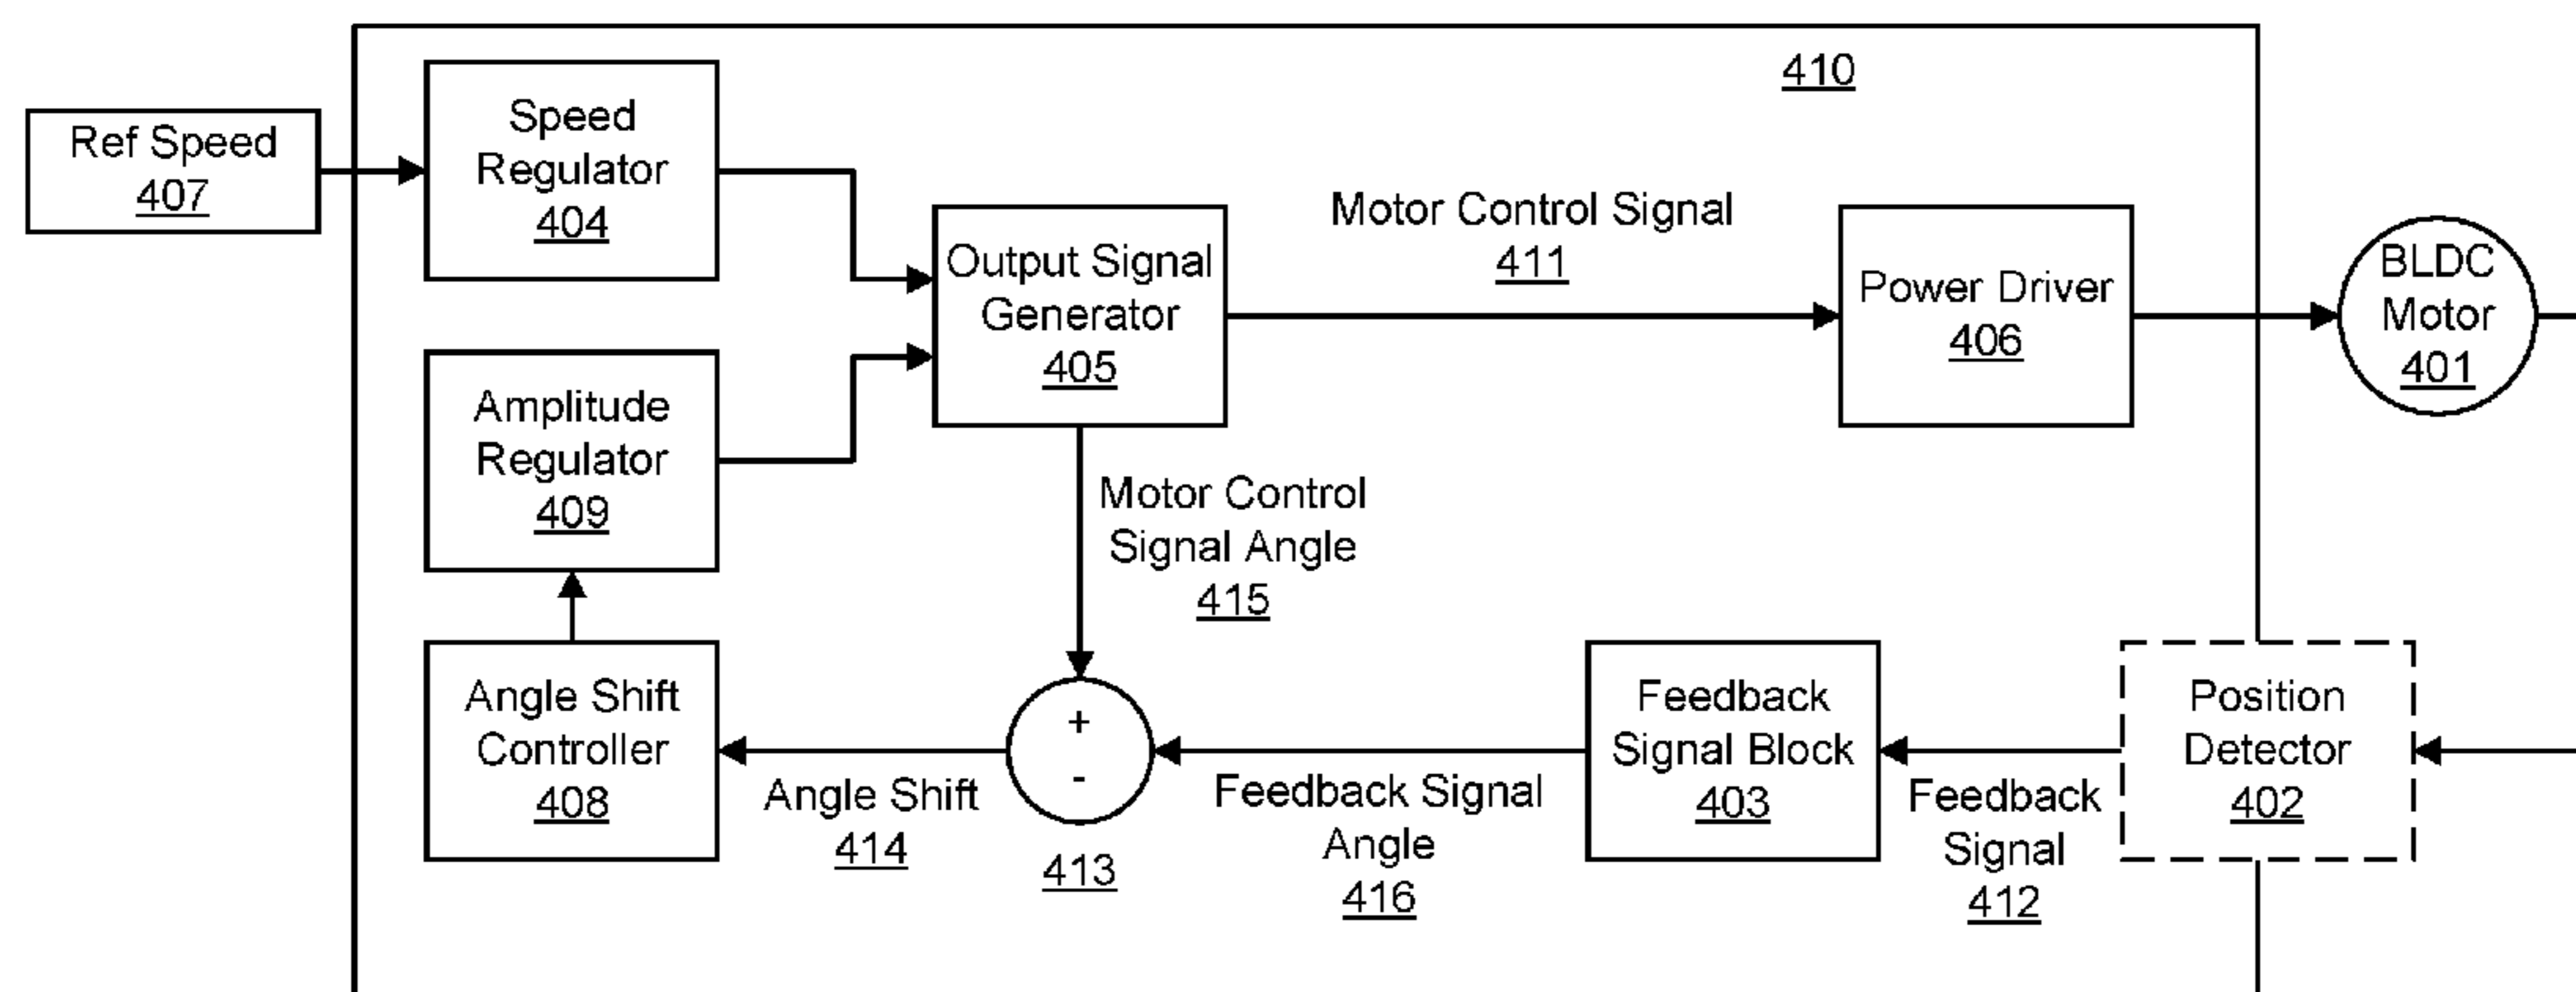 410
Ref Speed
407
Speed
Regulator
404
Output Signal
Generator
405
Motor Control Signal
411
Power Driver
406
BLDC
Motor
401
Amplitude
Regulator
409
Motor Control
Signal Angle
415
Angle Shift
Controller
408
Angle Shift
414
+
-
413
Feedback Signal
Angle
416
Feedback
Signal Block
403
Feedback
Signal
412
Position
Detector
402